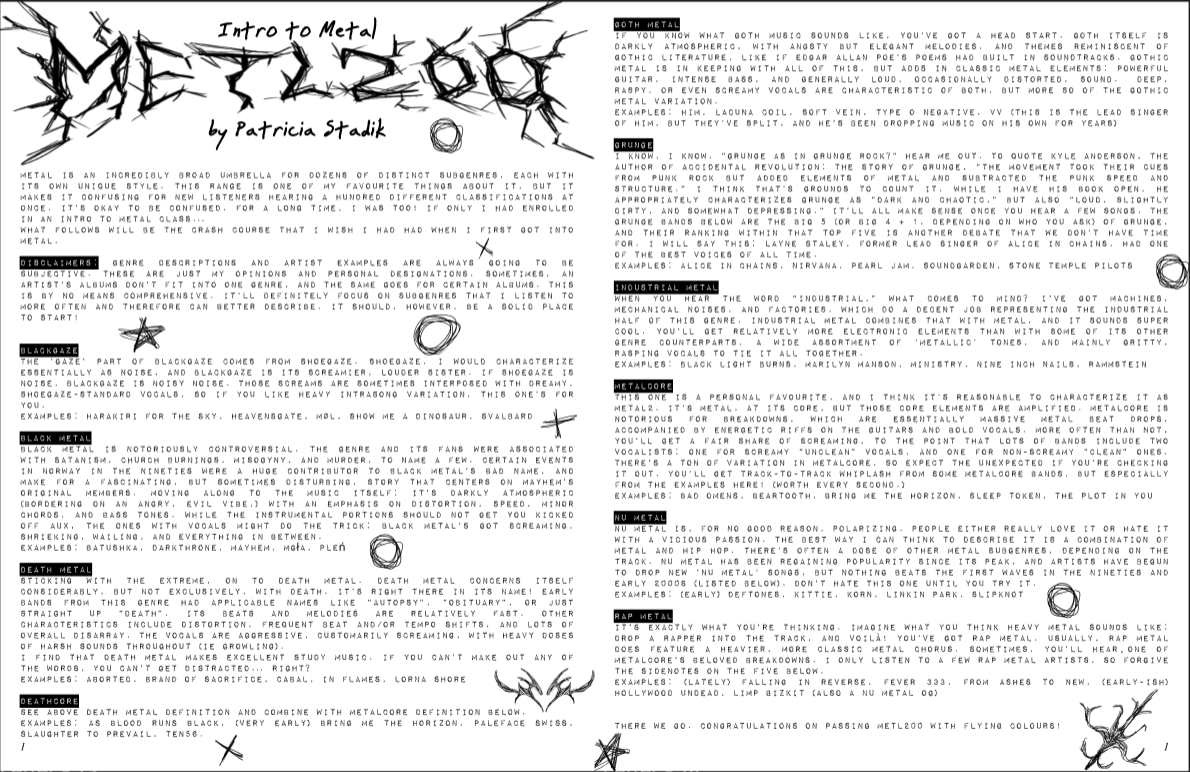 Intro to Metal
METL200
by Patricia Stadik
METAL IS AN INCREDIBLY BROAD UMBRELLA FOR DOZENS OF DISTINCT SUBGENRES, EACH WITH
ITS OWN UNIQUE STYLE. THIS RANGE IS ONE OF MY FAVOURITE THINGS ABOUT IT, BUT IT
MAKES IT CONFUSING FOR NEW LISTENERS HEARING A HUNDRED DIFFERENT CLASSIFICATIONS AT
ONCE. IT'S OKAY TO BE CONFUSED. FOR A LONG TIME, I WAS TOO! IF ONLY I HAD ENROLLED
IN AN INTRO TO METAL CLASS...
WHAT FOLLOWS WILL BE THE CRASH COURSE THAT I WISH I HAD HAD WHEN I FIRST GOT INTO
METAL.
DISCLAIMERS: GENRE DESCRIPTIONS AND ARTIST EXAMPLES ARE ALWAYS GOING TO BE
SUBJECTIVE. THESE ARE JUST MY OPINIONS AND PERSONAL DESIGNATIONS. SOMETIMES, AN
ARTIST'S ALBUMS DON'T FIT INTO ONE GENRE, AND THE SAME GOES FOR CERTAIN ALBUMS. THIS
IS BY NO MEANS COMPREHENSIVE. IT'LL DEFINITELY FOCUS ON SUBGENRES THAT I LISTEN TO
MORE OFTEN AND THEREFORE CAN BETTER DESCRIBE. IT SHOULD, HOWEVER, BE A SOLID PLACE
TO START!
BLACKGAZE
THE 'GAZE' PART OF BLACKGAZE COMES FROM SHOEGAZE. SHOEGAZE, I WOULD CHARACTERIZE
ESSENTIALLY AS NOISE, AND BLACKGAZE IS ITS SCREAMIER, LOUDER SISTER. IF SHOEGAZE IS
NOISE, BLACKGAZE IS NOISY NOISE. THOSE SCREAMS ARE SOMETIMES INTERPOSED WITH DREAMY,
SHOEGAZE-STANDARD VOCALS, SO IF YOU LIKE HEAVY INTRASONG VARIATION, THIS ONE'S FOR
YOU.
EXAMPLES: HARAKIRI FOR THE SKY, HEAVENSGATE, MØL, SHOW ME A DINOSAUR, SVALBARD
BLACK METAL
BLACK METAL IS NOTORIOUSLY CONTROVERSIAL. THE GENRE AND ITS FANS WERE ASSOCIATED
WITH SATANISM, CHURCH BURNINGS, MISOGYNY, AND MURDER, TO NAME A FEW. CERTAIN EVENTS
IN NORWAY IN THE NINETIES WERE A HUGE CONTRIBUTOR TO BLACK METAL'S BAD NAME, AND
MAKE FOR A FASCINATING, BUT SOMETIMES DISTURBING, STORY THAT CENTERS ON MAYHEM'S
ORIGINAL MEMBERS. MOVING ALONG TO THE MUSIC ITSELF: IT'S DARKLY ATMOSPHERIC
(BORDERING ON AN ANGRY, EVIL VIBE,) WITH AN EMPHASIS ON DISTORTION, SPEED, MINOR
CHORDS, AND BASS TONES. WHILE THE INSTRUMENTAL PORTIONS SHOULD NOT GET YOU KICKED
OFF AUX, THE ONES WITH VOCALS MIGHT DO THE TRICK: BLACK METAL'S GOT SCREAMING,
SHRIEKING, WAILING, AND EVERYTHING IN BETWEEN.
EXAMPLES: BATUSHKA, DARKTHRONE, MAYHEM, MGŁA, PLEŃ
DEATH METAL
STICKING WITH THE EXTREME, ON TO DEATH METAL. DEATH METAL CONCERNS ITSELF
CONSIDERABLY, BUT NOT EXCLUSIVELY, WITH DEATH. IT'S RIGHT THERE IN ITS NAME! EARLY
BANDS FROM THIS GENRE HAD APPLICABLE NAMES LIKE "AUTOPSY", "OBITUARY", OR JUST
STRAIGHT UP "DEATH". ITS BEATS AND MELODIES ARE RELATIVELY FAST. OTHER
CHARACTERISTICS INCLUDE DISTORTION, FREQUENT BEAT AND/OR TEMPO SHIFTS, AND LOTS OF
OVERALL DISARRAY. THE VOCALS ARE AGGRESSIVE, CUSTOMARILY SCREAMING, WITH HEAVY DOSES
OF HARSH SOUNDS THROUGHOUT (IE GROWLING).
I FIND THAT DEATH METAL MAKES EXCELLENT STUDY MUSIC. IF YOU CAN'T MAKE OUT ANY OF
THE WORDS, YOU CAN'T GET DISTRACTED... RIGHT?
EXAMPLES: ABORTED, BRAND OF SACRIFICE, CABAL, IN FLAMES, LORNA SHORE
DEATHCORE
SEE ABOVE DEATH METAL DEFINITION AND COMBINE WITH METALCORE DEFINITION BELOW.
EXAMPLES: AS BLOOD RUNS BLACK, (VERY EARLY) BRING ME THE HORIZON, PALEFACE SWISS,
SLAUGHTER TO PREVAIL, TEN56.
1
GOTH METAL
IF YOU KNOW WHAT GOTH MUSIC SOUNDS LIKE, YOU'VE GOT A HEAD START. GOTH ITSELF IS
DARKLY ATMOSPHERIC, WITH ANGSTY BUT ELEGANT MELODIES, AND THEMES REMINISCENT OF
GOTHIC LITERATURE, LIKE IF EDGAR ALLAN POE'S POEMS HAD BUILT IN SOUNDTRACKS. GOTHIC
METAL IS IN KEEPING WITH ALL OF THIS, BUT ADDS IN CLASSIC METAL ELEMENTS: POWERFUL
GUITAR, INTENSE BASS, AND GENERALLY LOUD, OCCASIONALLY DISTORTED, SOUND. DEEP,
RASPY, OR EVEN SCREAMY VOCALS ARE CHARACTERISTIC OF BOTH, BUT MORE SO OF THE GOTHIC
METAL VARIATION.
EXAMPLES: HIM, LACUNA COIL, SOFT VEIN, TYPE O NEGATIVE, VV (THIS IS THE LEAD SINGER
OF HIM, BUT THEY'VE SPLIT, AND HE'S BEEN DROPPING MUSIC ON HIS OWN FOR YEARS)
GRUNGE
I KNOW, I KNOW, "GRUNGE AS IN GRUNGE ROCK?" HEAR ME OUT. TO QUOTE KYLE ANDERSON, THE
AUTHOR OF ACCIDENTAL REVOLUTION: THE STORY OF GRUNGE, "THE MOVEMENT TOOK THEIR CUES
FROM PUNK ROCK BUT ADDED ELEMENTS OF METAL AND SUBTRACTED THE PUNK SPEED AND
STRUCTURE." I THINK THAT'S GROUNDS TO COUNT IT. WHILE I HAVE HIS BOOK OPEN, HE
APPROPRIATELY CHARACTERIZES GRUNGE AS "DARK AND CHAOTIC," BUT ALSO "LOUD, SLIGHTLY
DIRTY, AND SOMEWHAT DEPRESSING." IT'LL ALL MAKE SENSE ONCE YOU HEAR A FEW SONGS. THE
GRUNGE BANDS BELOW ARE THE BIG 5 (OR BIG 4 + 1, DEPENDING ON WHO YOU ASK) OF GRUNGE,
AND THEIR RANKING WITHIN THAT TOP FIVE IS ANOTHER DEBATE THAT WE DON'T HAVE TIME
FOR. I WILL SAY THIS: LAYNE STALEY, FORMER LEAD SINGER OF ALICE IN CHAINS, HAD ONE
OF THE BEST VOICES OF ALL TIME.
EXAMPLES: ALICE IN CHAINS, NIRVANA, PEARL JAM, SOUNDGARDEN, STONE TEMPLE PILOTS
INDUSTRIAL METAL
WHEN YOU HEAR THE WORD "INDUSTRIAL," WHAT COMES TO MIND? I'VE GOT MACHINES,
MECHANICAL NOISES, AND FACTORIES, WHICH DO A DECENT JOB REPRESENTING THE INDUSTRIAL
HALF OF THIS GENRE. INDUSTRIAL METAL COMBINES THAT WITH METAL, AND IT SOUNDS SUPER
COOL. YOU'LL GET RELATIVELY MORE ELECTRONIC ELEMENTS THAN WITH SOME OF ITS OTHER
GENRE COUNTERPARTS, A WIDE ASSORTMENT OF 'METALLIC' TONES, AND MAINLY GRITTY,
RASPING VOCALS TO TIE IT ALL TOGETHER.
EXAMPLES: BLACK LIGHT BURNS, MARILYN MANSON, MINISTRY, NINE INCH NAILS, RAMMSTEIN
METALCORE
THIS ONE IS A PERSONAL FAVOURITE, AND I THINK IT'S REASONABLE TO CHARACTERIZE IT AS
METAL2. IT'S METAL, AT ITS CORE, BUT THOSE CORE ELEMENTS ARE AMPLIFIED. METALCORE IS
NOTORIOUS FOR BREAKDOWNS, WHICH ARE ESSENTIALLY MASSIVE METAL BEAT DROPS,
ACCOMPANIED BY ENERGETIC RIFFS ON THE GUITARS AND BOLD VOCALS. MORE OFTEN THAN NOT,
YOU'LL GET A FAIR SHARE OF SCREAMING, TO THE POINT THAT LOTS OF BANDS INCLUDE TWO
VOCALISTS: ONE FOR SCREAMY "UNCLEAN" VOCALS, AND ONE FOR NON-SCREAMY "CLEAN" ONES.
THERE'S A TON OF VARIATION IN METALCORE, SO EXPECT THE UNEXPECTED IF YOU'RE CHECKING
IT OUT. YOU'LL GET TRACK-TO-TRACK WHIPLASH FROM SOME METALCORE BANDS, BUT ESPECIALLY
FROM THE EXAMPLES HERE! (WORTH EVERY SECOND.)
EXAMPLES: BAD OMENS, BEARTOOTH, BRING ME THE HORIZON, SLEEP TOKEN, THE PLOT IN YOU
NU METAL
NU METAL IS, FOR NO GOOD REASON, POLARIZING. PEOPLE EITHER REALLY LOVE IT OR HATE IT
WITH A VICIOUS PASSION. THE BEST WAY I CAN THINK TO DESCRIBE IT IS A COMBINATION OF
METAL AND HIP HOP. THERE'S OFTEN A DOSE OF OTHER METAL SUBGENRES, DEPENDING ON THE
TRACK. NU METAL HAS BEEN REGAINING POPULARITY SINCE ITS PEAK, AND ARTISTS HAVE BEGUN
TO DROP NEW 'NU METAL' SONGS, BUT NOTHING BEATS THE FIRST WAVES IN THE NINETIES AND
EARLY 2000S (LISTED BELOW). DON'T HATE THIS ONE UNTIL YOU TRY IT.
EXAMPLES: (EARLY) DEFTONES, KITTIE, KORN, LINKIN PARK, SLIPKNOT
RAP METAL
IT'S EXACTLY WHAT YOU'RE THINKING. IMAGINE WHAT YOU THINK HEAVY METAL SOUNDS LIKE;
DROP A RAPPER INTO THE TRACK, AND VOILÀ! YOU'VE GOT RAP METAL. USUALLY, RAP METAL
DOES FEATURE A HEAVIER, MORE CLASSIC METAL CHORUS. SOMETIMES, YOU'LL HEAR ONE OF
METALCORE'S BELOVED BREAKDOWNS. I ONLY LISTEN TO A FEW RAP METAL ARTISTS, SO FORGIVE
THE SIDENOTES ON THE FIVE BELOW.
EXAMPLES: (LATELY) FALLING IN REVERSE, FEVER 333, FROM ASHES TO NEW, (EARLY-ISH)
HOLLYWOOD UNDEAD, LIMP BIZKIT (ALSO A NU METAL OG)
THERE WE GO. CONGRATULATIONS ON PASSING METL200 WITH FLYING COLOURS!
1